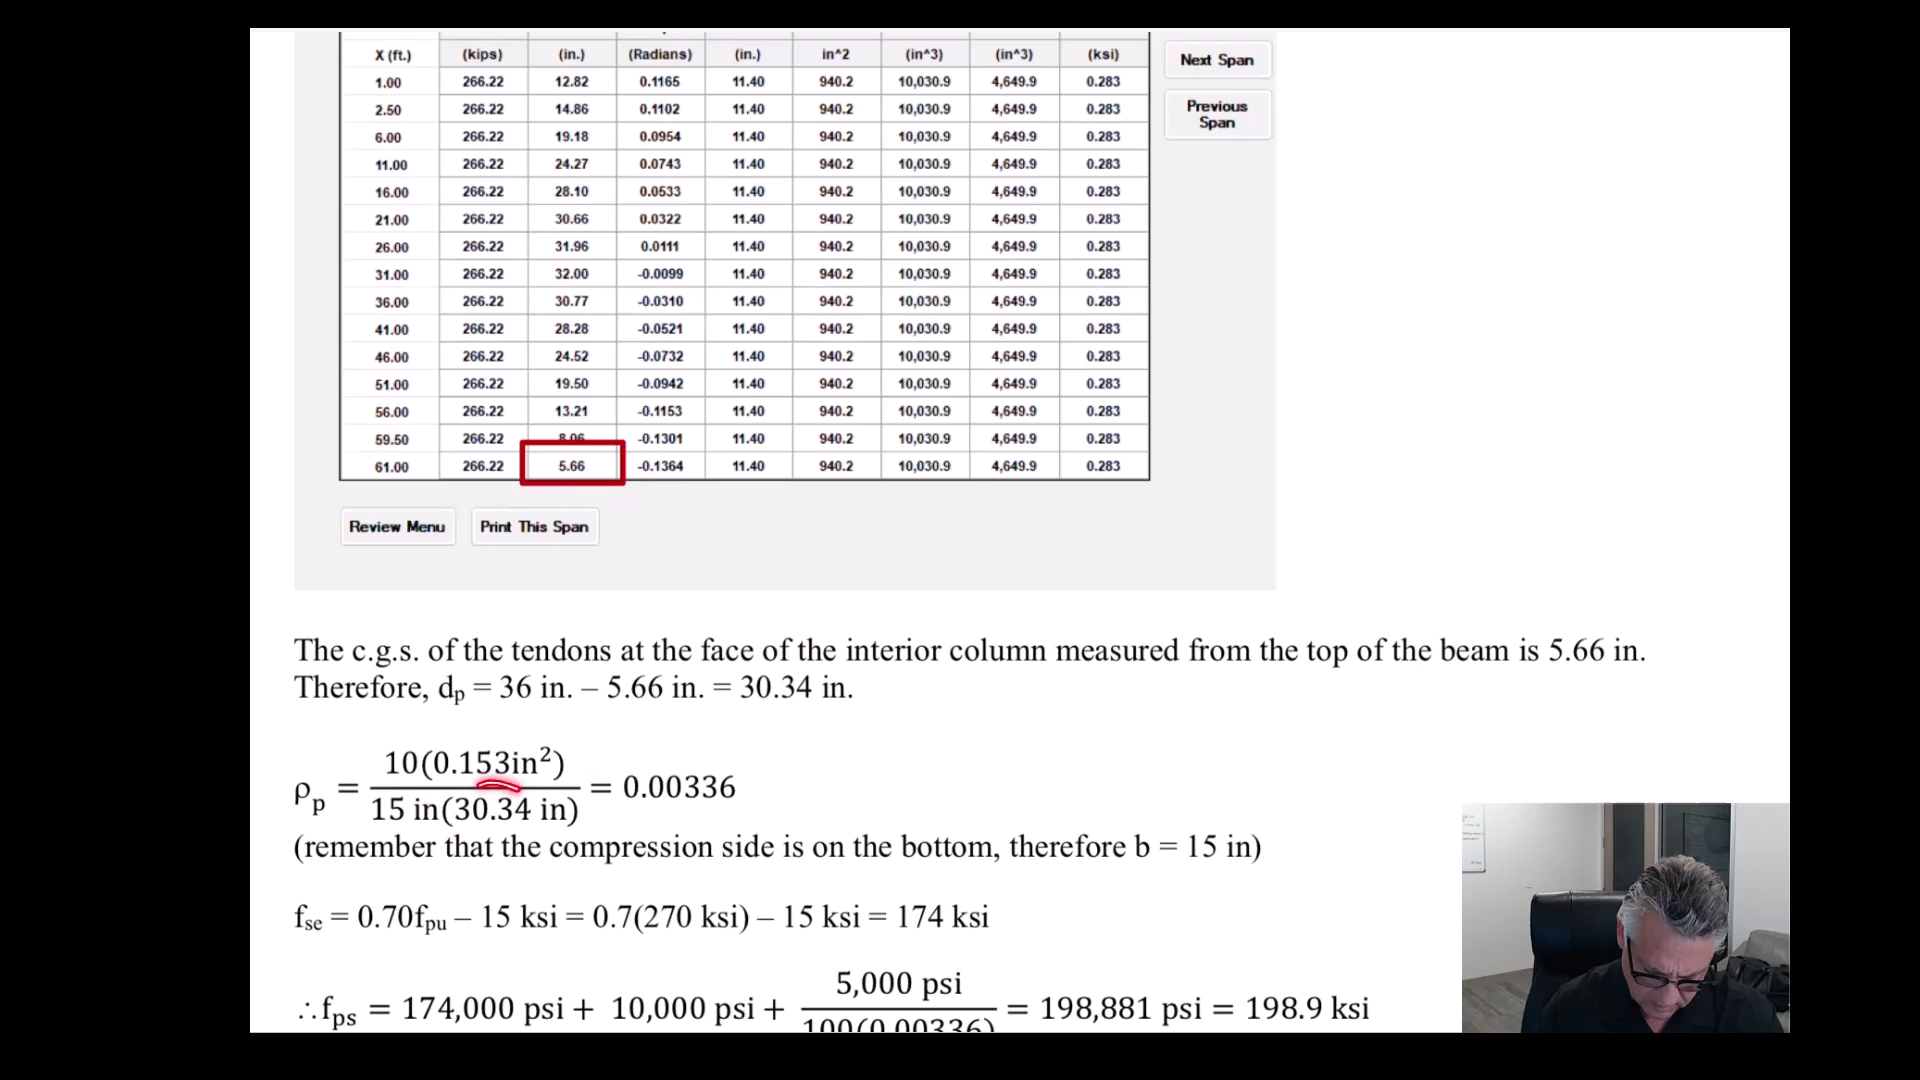 X (ft.) (kips) (in.) (Radians) (in.) in^2 (in^3) (in^3) (ksi)
1.00 266.22 12.82 0.1165 11.40 940.2 10,030.9 4,649.9 0.283
2.50 266.22 14.86 0.1102 11.40 940.2 10,030.9 4,649.9 0.283
6.00 266.22 19.18 0.0954 11.40 940.2 10,030.9 4,649.9 0.283
11.00 266.22 24.27 0.0743 11.40 940.2 10,030.9 4,649.9 0.283
16.00 266.22 28.10 0.0533 11.40 940.2 10,030.9 4,649.9 0.283
21.00 266.22 30.66 0.0322 11.40 940.2 10,030.9 4,649.9 0.283
26.00 266.22 31.96 0.0111 11.40 940.2 10,030.9 4,649.9 0.283
31.00 266.22 32.00 -0.0099 11.40 940.2 10,030.9 4,649.9 0.283
36.00 266.22 30.77 -0.0310 11.40 940.2 10,030.9 4,649.9 0.283
41.00 266.22 28.28 -0.0521 11.40 940.2 10,030.9 4,649.9 0.283
46.00 266.22 24.52 -0.0732 11.40 940.2 10,030.9 4,649.9 0.283
51.00 266.22 19.50 -0.0942 11.40 940.2 10,030.9 4,649.9 0.283
56.00 266.22 13.21 -0.1153 11.40 940.2 10,030.9 4,649.9 0.283
59.50 266.22 8.06 -0.1301 11.40 940.2 10,030.9 4,649.9 0.283
61.00 266.22 5.66 -0.1364 11.40 940.2 10,030.9 4,649.9 0.283
Next Span
Previous
Span
Review Menu Print This Span
The c.g.s. of the tendons at the face of the interior column measured from the top of the beam is 5.66 in.
Therefore, dp = 36 in. – 5.66 in. = 30.34 in.
10(0.153in²)
ρp = = 0.00336
15 in(30.34 in)
(remember that the compression side is on the bottom, therefore b = 15 in)
fse = 0.70fpu – 15 ksi = 0.7(270 ksi) – 15 ksi = 174 ksi
5,000 psi
∴fps = 174,000 psi + 10,000 psi + = 198,881 psi = 198.9 ksi
100(0.00336)